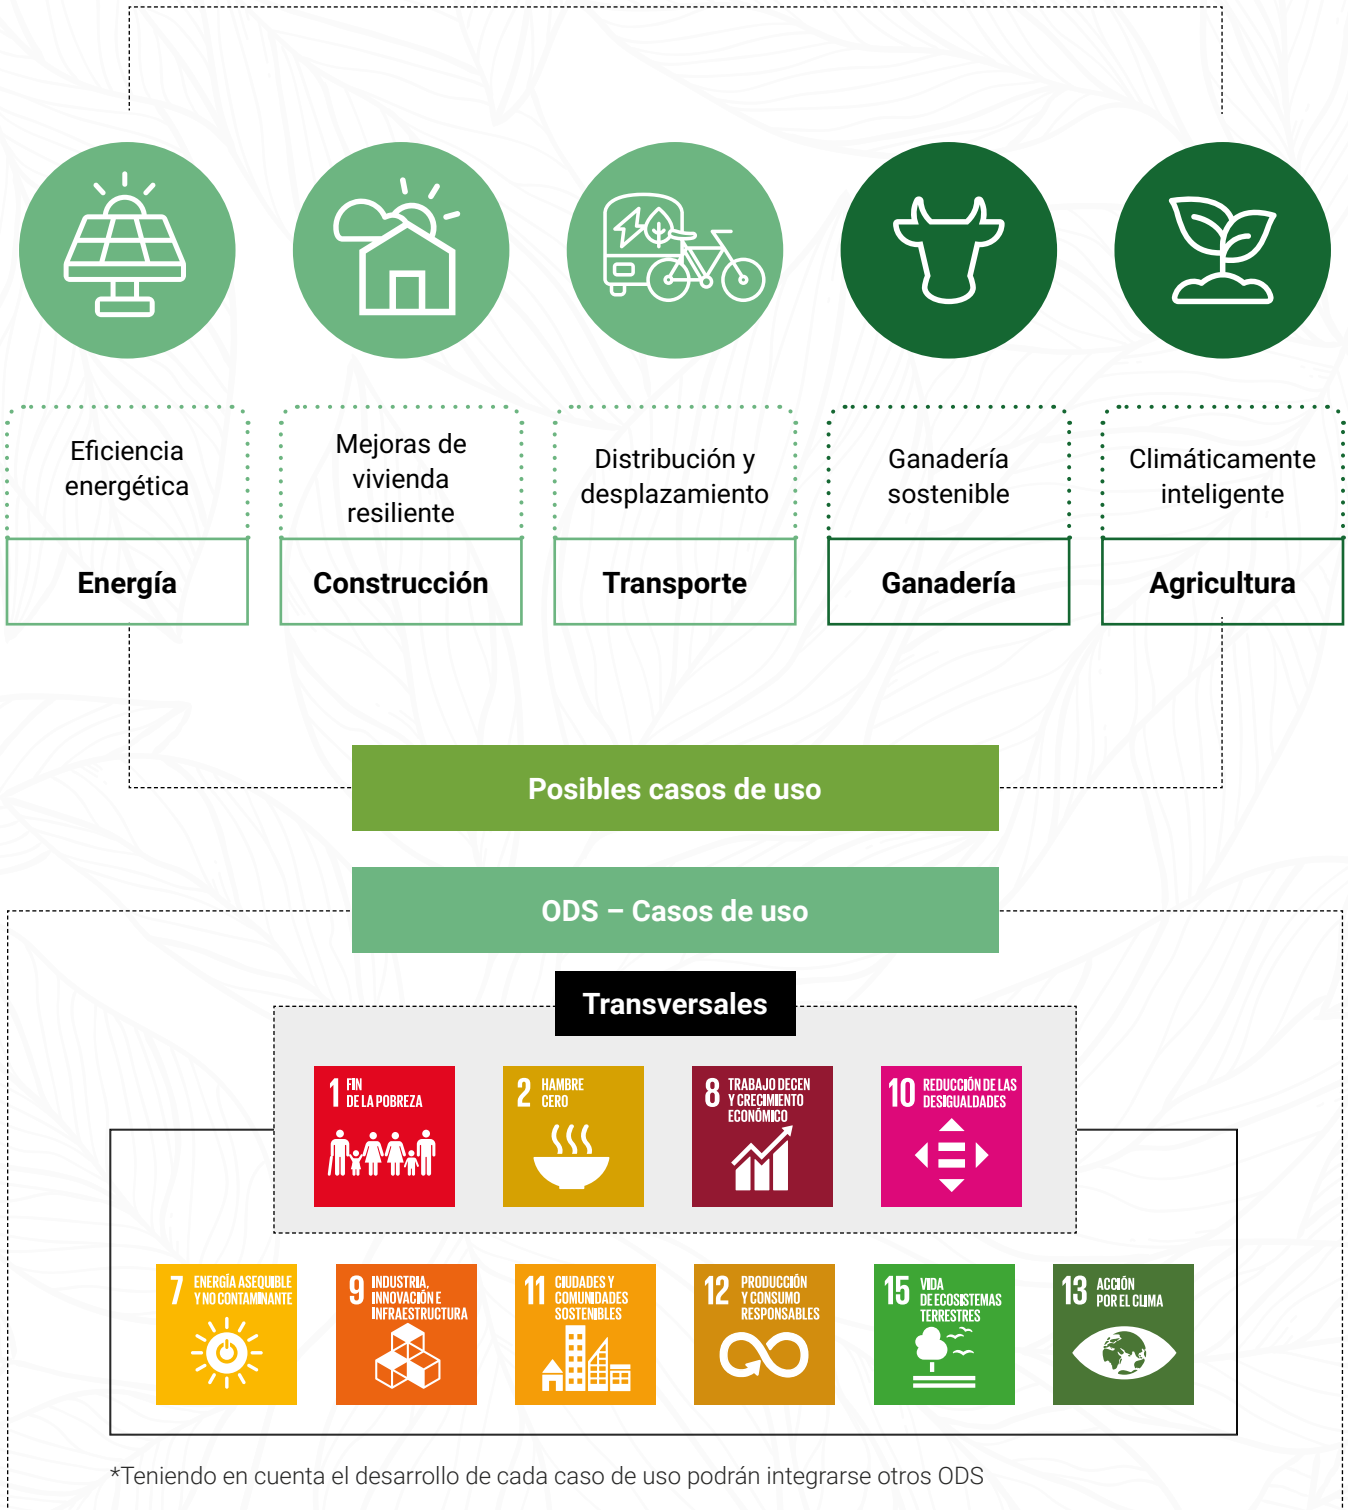 Eficiencia
energética
Energía
Mejoras de
vivienda
resiliente
Construcción
Distribución y
desplazamiento
Transporte
Ganadería
sostenible
Ganadería
Climáticamente
inteligente
Agricultura
Posibles casos de uso
ODS – Casos de uso
Transversales
1 FIN
DE LA POBREZA
2 HAMBRE
CERO
8 TRABAJO DECEN
Y CRECIMIENTO
ECONÓMICO
10 REDUCCIÓN DE LAS
DESIGUALDADES
7 ENERGÍA ASEQUIBLE
Y NO CONTAMINANTE
9 INDUSTRIA,
INNOVACIÓN E
INFRAESTRUCTURA
11 CIUDADES Y
COMUNIDADES
SOSTENIBLES
12 PRODUCCIÓN
Y CONSUMO
RESPONSABLES
15 VIDA
DE ECOSISTEMAS
TERRESTRES
13 ACCIÓN
POR EL CLIMA
*Teniendo en cuenta el desarrollo de cada caso de uso podrán integrarse otros ODS